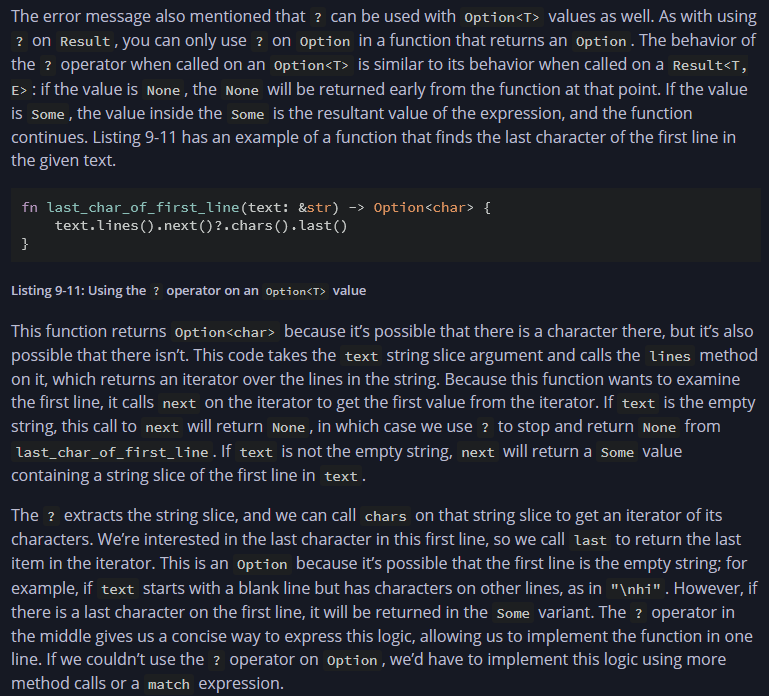 The error message also mentioned that ? can be used with Option<T> values as well. As with using
? on Result, you can only use ? on Option in a function that returns an Option. The behavior of
the ? operator when called on an Option<T> is similar to its behavior when called on a Result<T,
E>: if the value is None, the None will be returned early from the function at that point. If the value
is Some, the value inside the Some is the resultant value of the expression, and the function
continues. Listing 9-11 has an example of a function that finds the last character of the first line in
the given text.
fn last_char_of_first_line(text: &str) -> Option<char> {
    text.lines().next()?.chars().last()
}
Listing 9-11: Using the ? operator on an Option<T> value
This function returns Option<char> because it’s possible that there is a character there, but it’s also
possible that there isn’t. This code takes the text string slice argument and calls the lines method
on it, which returns an iterator over the lines in the string. Because this function wants to examine
the first line, it calls next on the iterator to get the first value from the iterator. If text is the empty
string, this call to next will return None, in which case we use ? to stop and return None from
last_char_of_first_line. If text is not the empty string, next will return a Some value
containing a string slice of the first line in text.
The ? extracts the string slice, and we can call chars on that string slice to get an iterator of its
characters. We’re interested in the last character in this first line, so we call last to return the last
item in the iterator. This is an Option because it’s possible that the first line is the empty string; for
example, if text starts with a blank line but has characters on other lines, as in "\nhi". However, if
there is a last character on the first line, it will be returned in the Some variant. The ? operator in
the middle gives us a concise way to express this logic, allowing us to implement the function in one
line. If we couldn’t use the ? operator on Option, we’d have to implement this logic using more
method calls or a match expression.